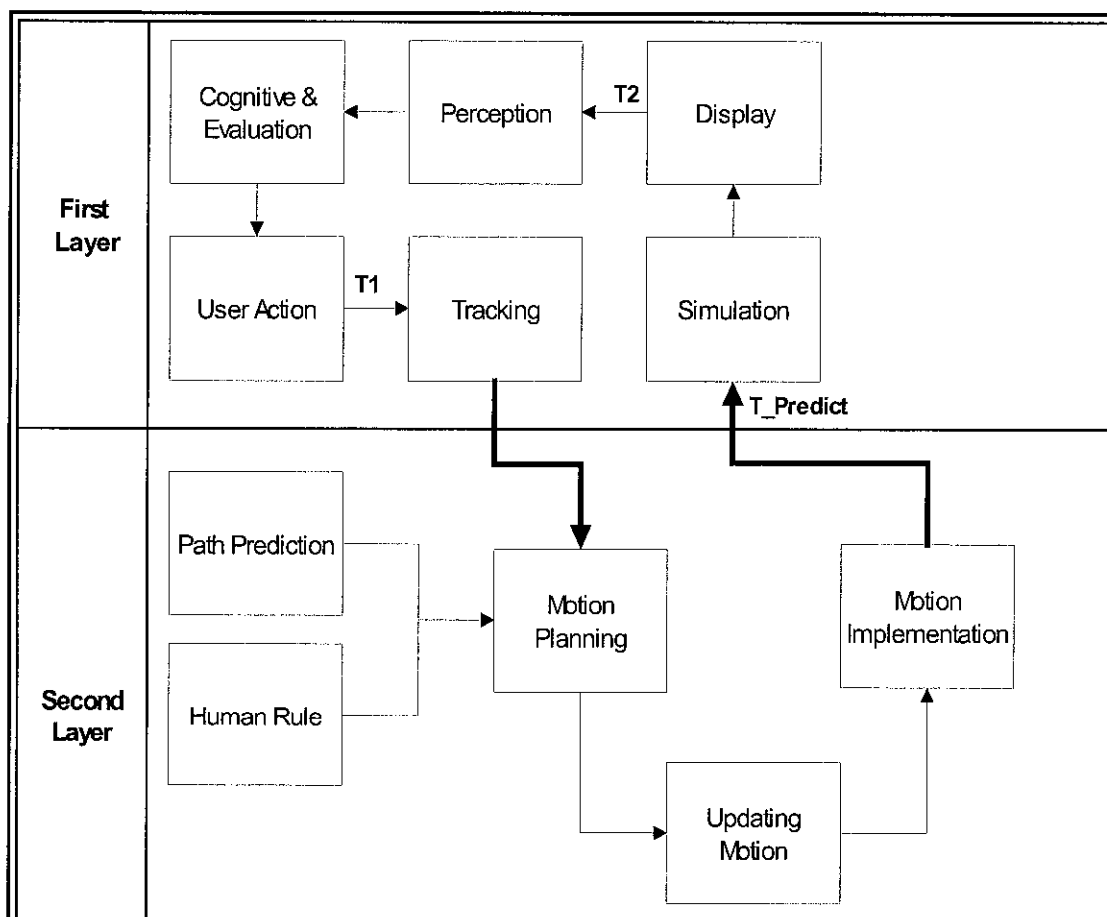 First
Layer
Cognitive &
Evaluation
Perception
T2
Display
User Action
T1
Tracking
Simulation
T_Predict
Second
Layer
Path Prediction
Human Rule
Motion
Planning
Motion
Implementation
Updating
Motion